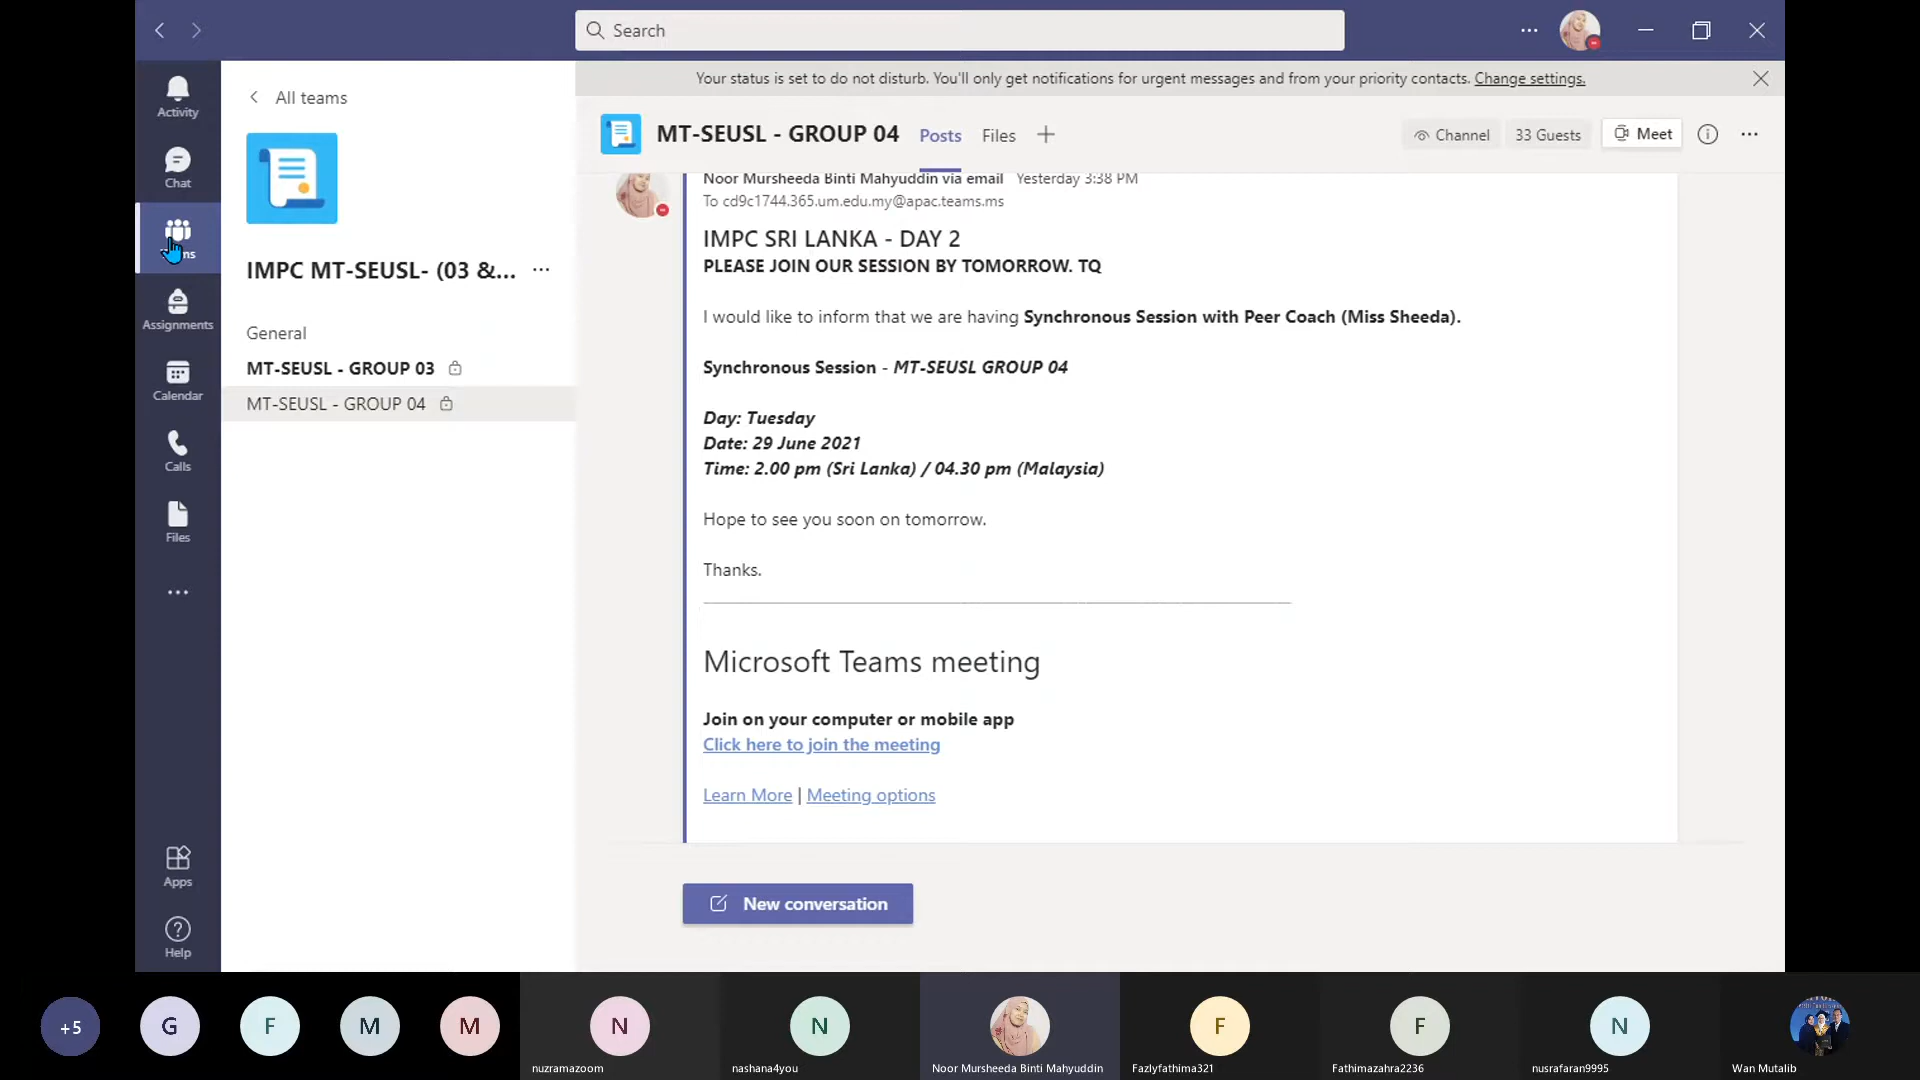 Search
Your status is set to do not disturb. You'll only get notifications for urgent messages and from your priority contacts. Change settings.
Activity
Chat
Assignments
Calendar
Calls
Files
Apps
Help
All teams
IMPC MT-SEUSL- (03 &...
General
MT-SEUSL - GROUP 03
MT-SEUSL - GROUP 04
MT-SEUSL - GROUP 04 Posts Files
Channel 33 Guests Meet
Noor Mursheeda Binti Mahyuddin via email Yesterday 3:38 PM
To cd9c1744.365.um.edu.my@apac.teams.ms
IMPC SRI LANKA - DAY 2
PLEASE JOIN OUR SESSION BY TOMORROW. TQ
I would like to inform that we are having Synchronous Session with Peer Coach (Miss Sheeda).
Synchronous Session - MT-SEUSL GROUP 04
Day: Tuesday
Date: 29 June 2021
Time: 2.00 pm (Sri Lanka) / 04.30 pm (Malaysia)
Hope to see you soon on tomorrow.
Thanks.
Microsoft Teams meeting
Join on your computer or mobile app
Click here to join the meeting
Learn More | Meeting options
New conversation
+5 G F M M N N F F N
nuzramazoom
nashana4you
Noor Mursheeda Binti Mahyuddin
Fazlyfathima321
Fathimazahra2236
nusrafaran9995
Wan Mutalib